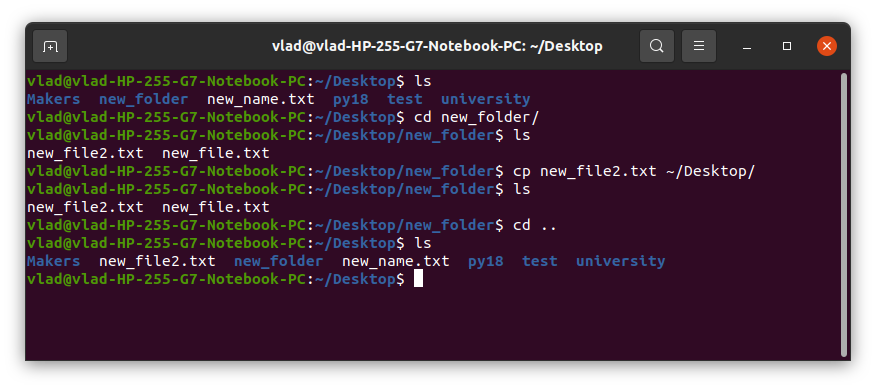 vlad@vlad-HP-255-G7-Notebook-PC: ~/Desktop
vlad@vlad-HP-255-G7-Notebook-PC:~/Desktop$ ls
Makers  new_folder  new_name.txt  py18  test  university
vlad@vlad-HP-255-G7-Notebook-PC:~/Desktop$ cd new_folder/
vlad@vlad-HP-255-G7-Notebook-PC:~/Desktop/new_folder$ ls
new_file2.txt  new_file.txt
vlad@vlad-HP-255-G7-Notebook-PC:~/Desktop/new_folder$ cp new_file2.txt ~/Desktop/
vlad@vlad-HP-255-G7-Notebook-PC:~/Desktop/new_folder$ ls
new_file2.txt  new_file.txt
vlad@vlad-HP-255-G7-Notebook-PC:~/Desktop/new_folder$ cd ..
vlad@vlad-HP-255-G7-Notebook-PC:~/Desktop$ ls
Makers  new_file2.txt  new_folder  new_name.txt  py18  test  university
vlad@vlad-HP-255-G7-Notebook-PC:~/Desktop$